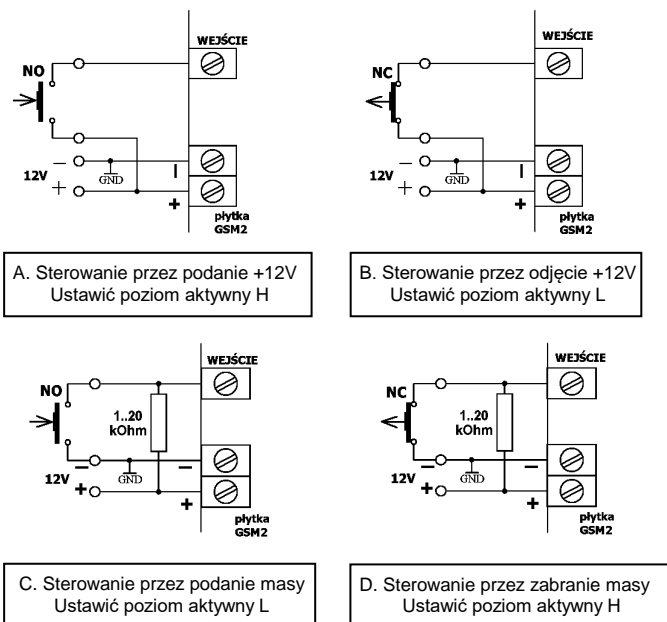 WEJŚCIE
NO
−
12V
GND
+
–
+
płytka
GSM2
A. Sterowanie przez podanie +12V
Ustawić poziom aktywny H
WEJŚCIE
NC
−
12V
GND
+
–
+
płytka
GSM2
B. Sterowanie przez odjęcie +12V
Ustawić poziom aktywny L
WEJŚCIE
NO
1..20
kOhm
−
12V
GND
+
−
+
płytka
GSM2
C. Sterowanie przez podanie masy
Ustawić poziom aktywny L
WEJŚCIE
NC
1..20
kOhm
−
12V
GND
+
−
+
płytka
GSM2
D. Sterowanie przez zabranie masy
Ustawić poziom aktywny H